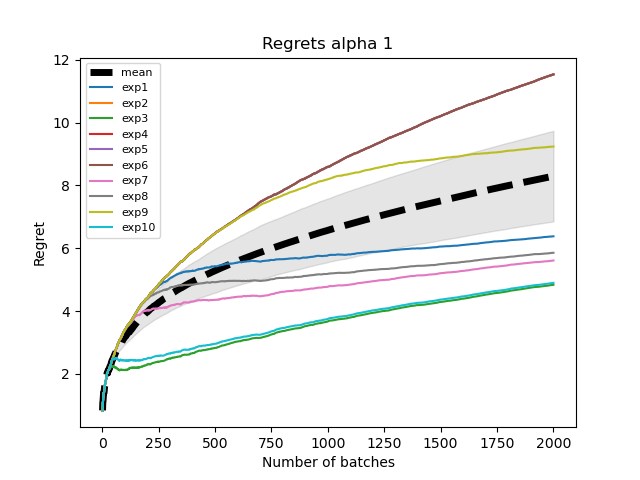 Regrets alpha 1
12
10
8
6
4
2
Regret
mean
exp1
exp2
exp3
exp4
exp5
exp6
exp7
exp8
exp9
exp10
0 250 500 750 1000 1250 1500 1750 2000
Number of batches